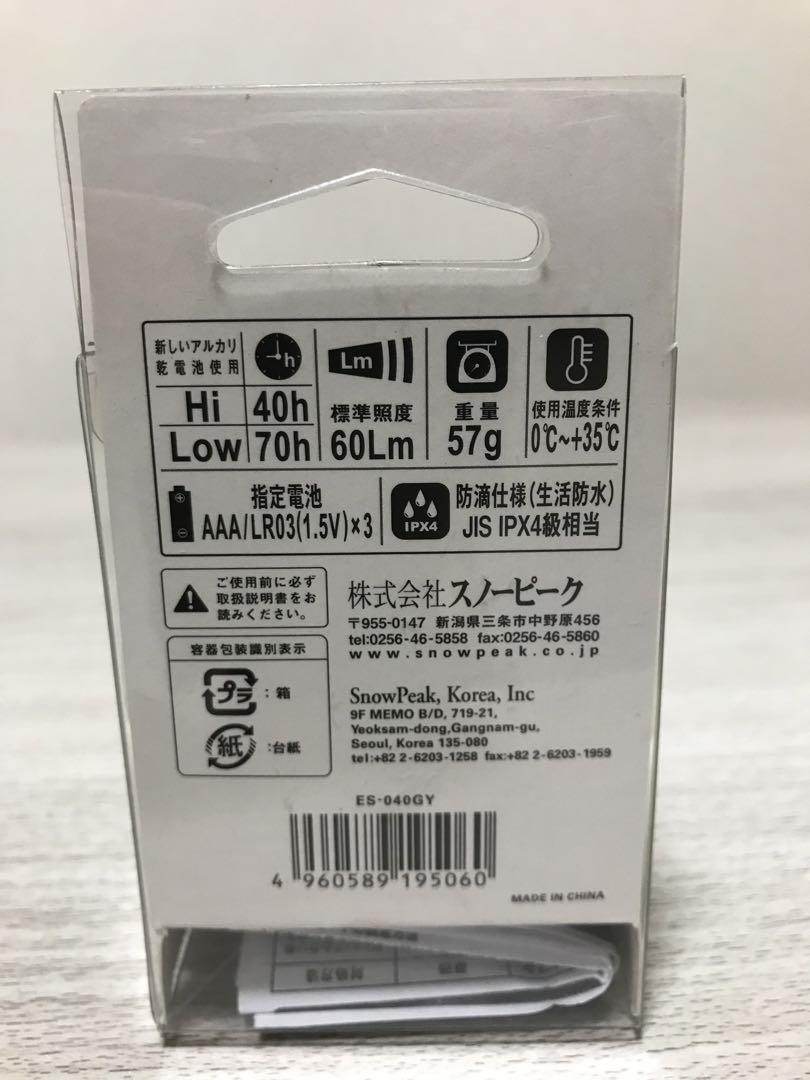 新しいアルカリ
乾電池使用
h
Hi 40h
Low 70h
Lm
標準照度
60Lm
重量
57g
使用温度条件
0℃~+35℃
指定電池
AAA/LR03(1.5V)×3
IPX4
防滴仕様(生活防水)
JIS IPX4級相当
ご使用前に必ず
取扱説明書をお
読みください。
容器包装識別表示
プラ:箱
紙:台紙
株式会社スノーピーク
〒955-0147 新潟県三条市中野原456
tel:0256-46-5858 fax:0256-46-5860
www.snowpeak.co.jp
SnowPeak, Korea, Inc
9F MEMO B/D, 719-21,
Yeoksam-dong,Gangnam-gu,
Seoul, Korea 135-080
tel:+82 2-6203-1258 fax:+82 2-6203-1959
ES-040GY
4 960589 195060
MADE IN CHINA